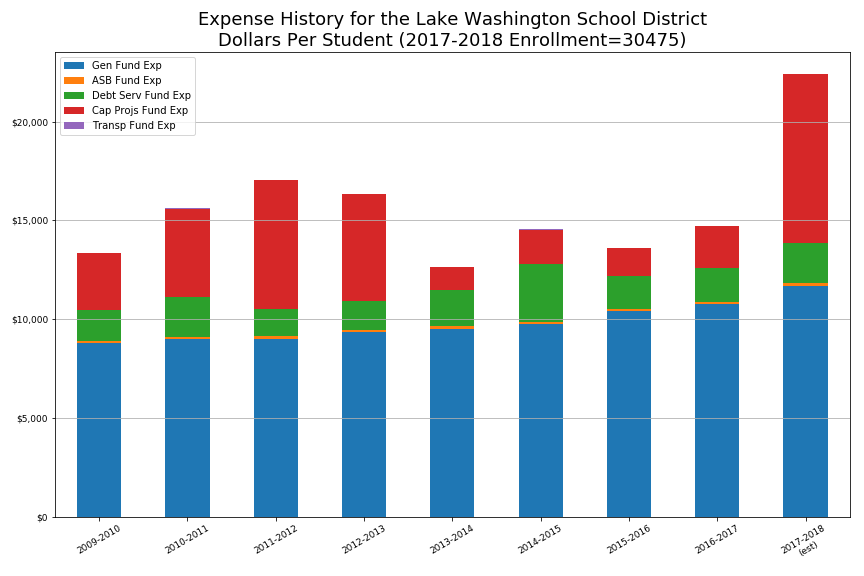 Expense History for the Lake Washington School District
Dollars Per Student (2017-2018 Enrollment=30475)
Gen Fund Exp
ASB Fund Exp
Debt Serv Fund Exp
Cap Projs Fund Exp
Transp Fund Exp
$20,000
$15,000
$10,000
$5,000
$0
2009-2010
2010-2011
2011-2012
2012-2013
2013-2014
2014-2015
2015-2016
2016-2017
2017-2018
(est)